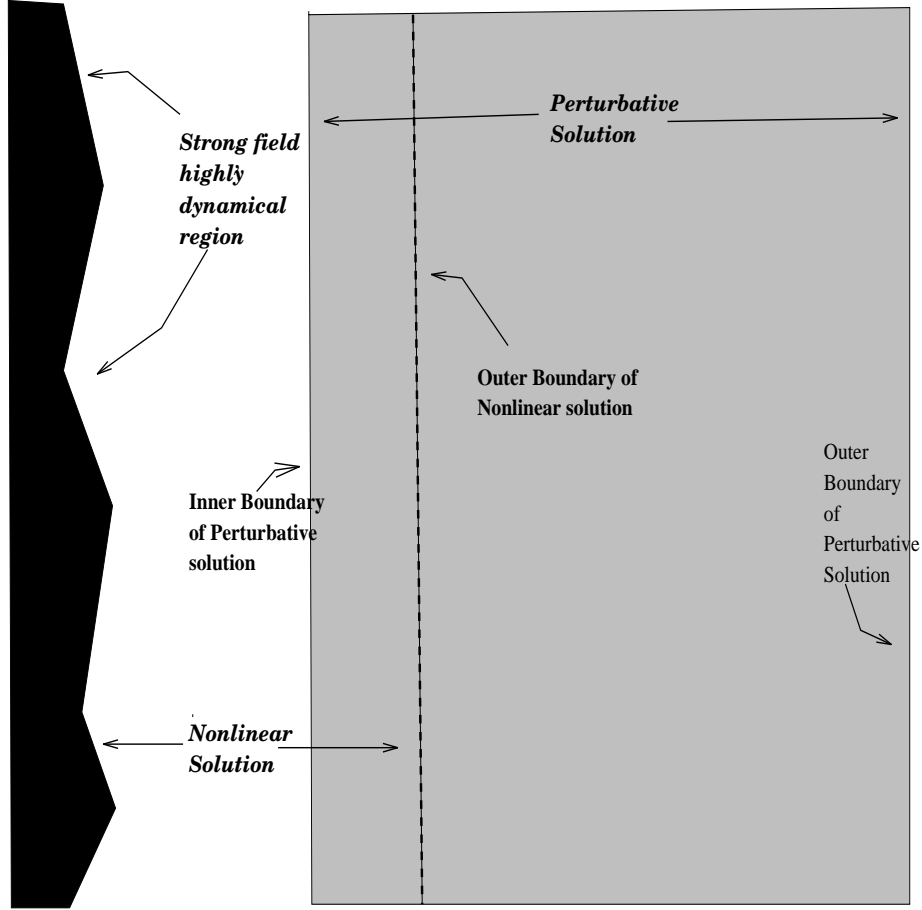 Perturbative
Solution
Strong field
highly
dynamical
region
Outer Boundary of
Nonlinear solution
Outer
Boundary
of
Perturbative
Solution
Inner Boundary
of Perturbative
solution
Nonlinear
Solution